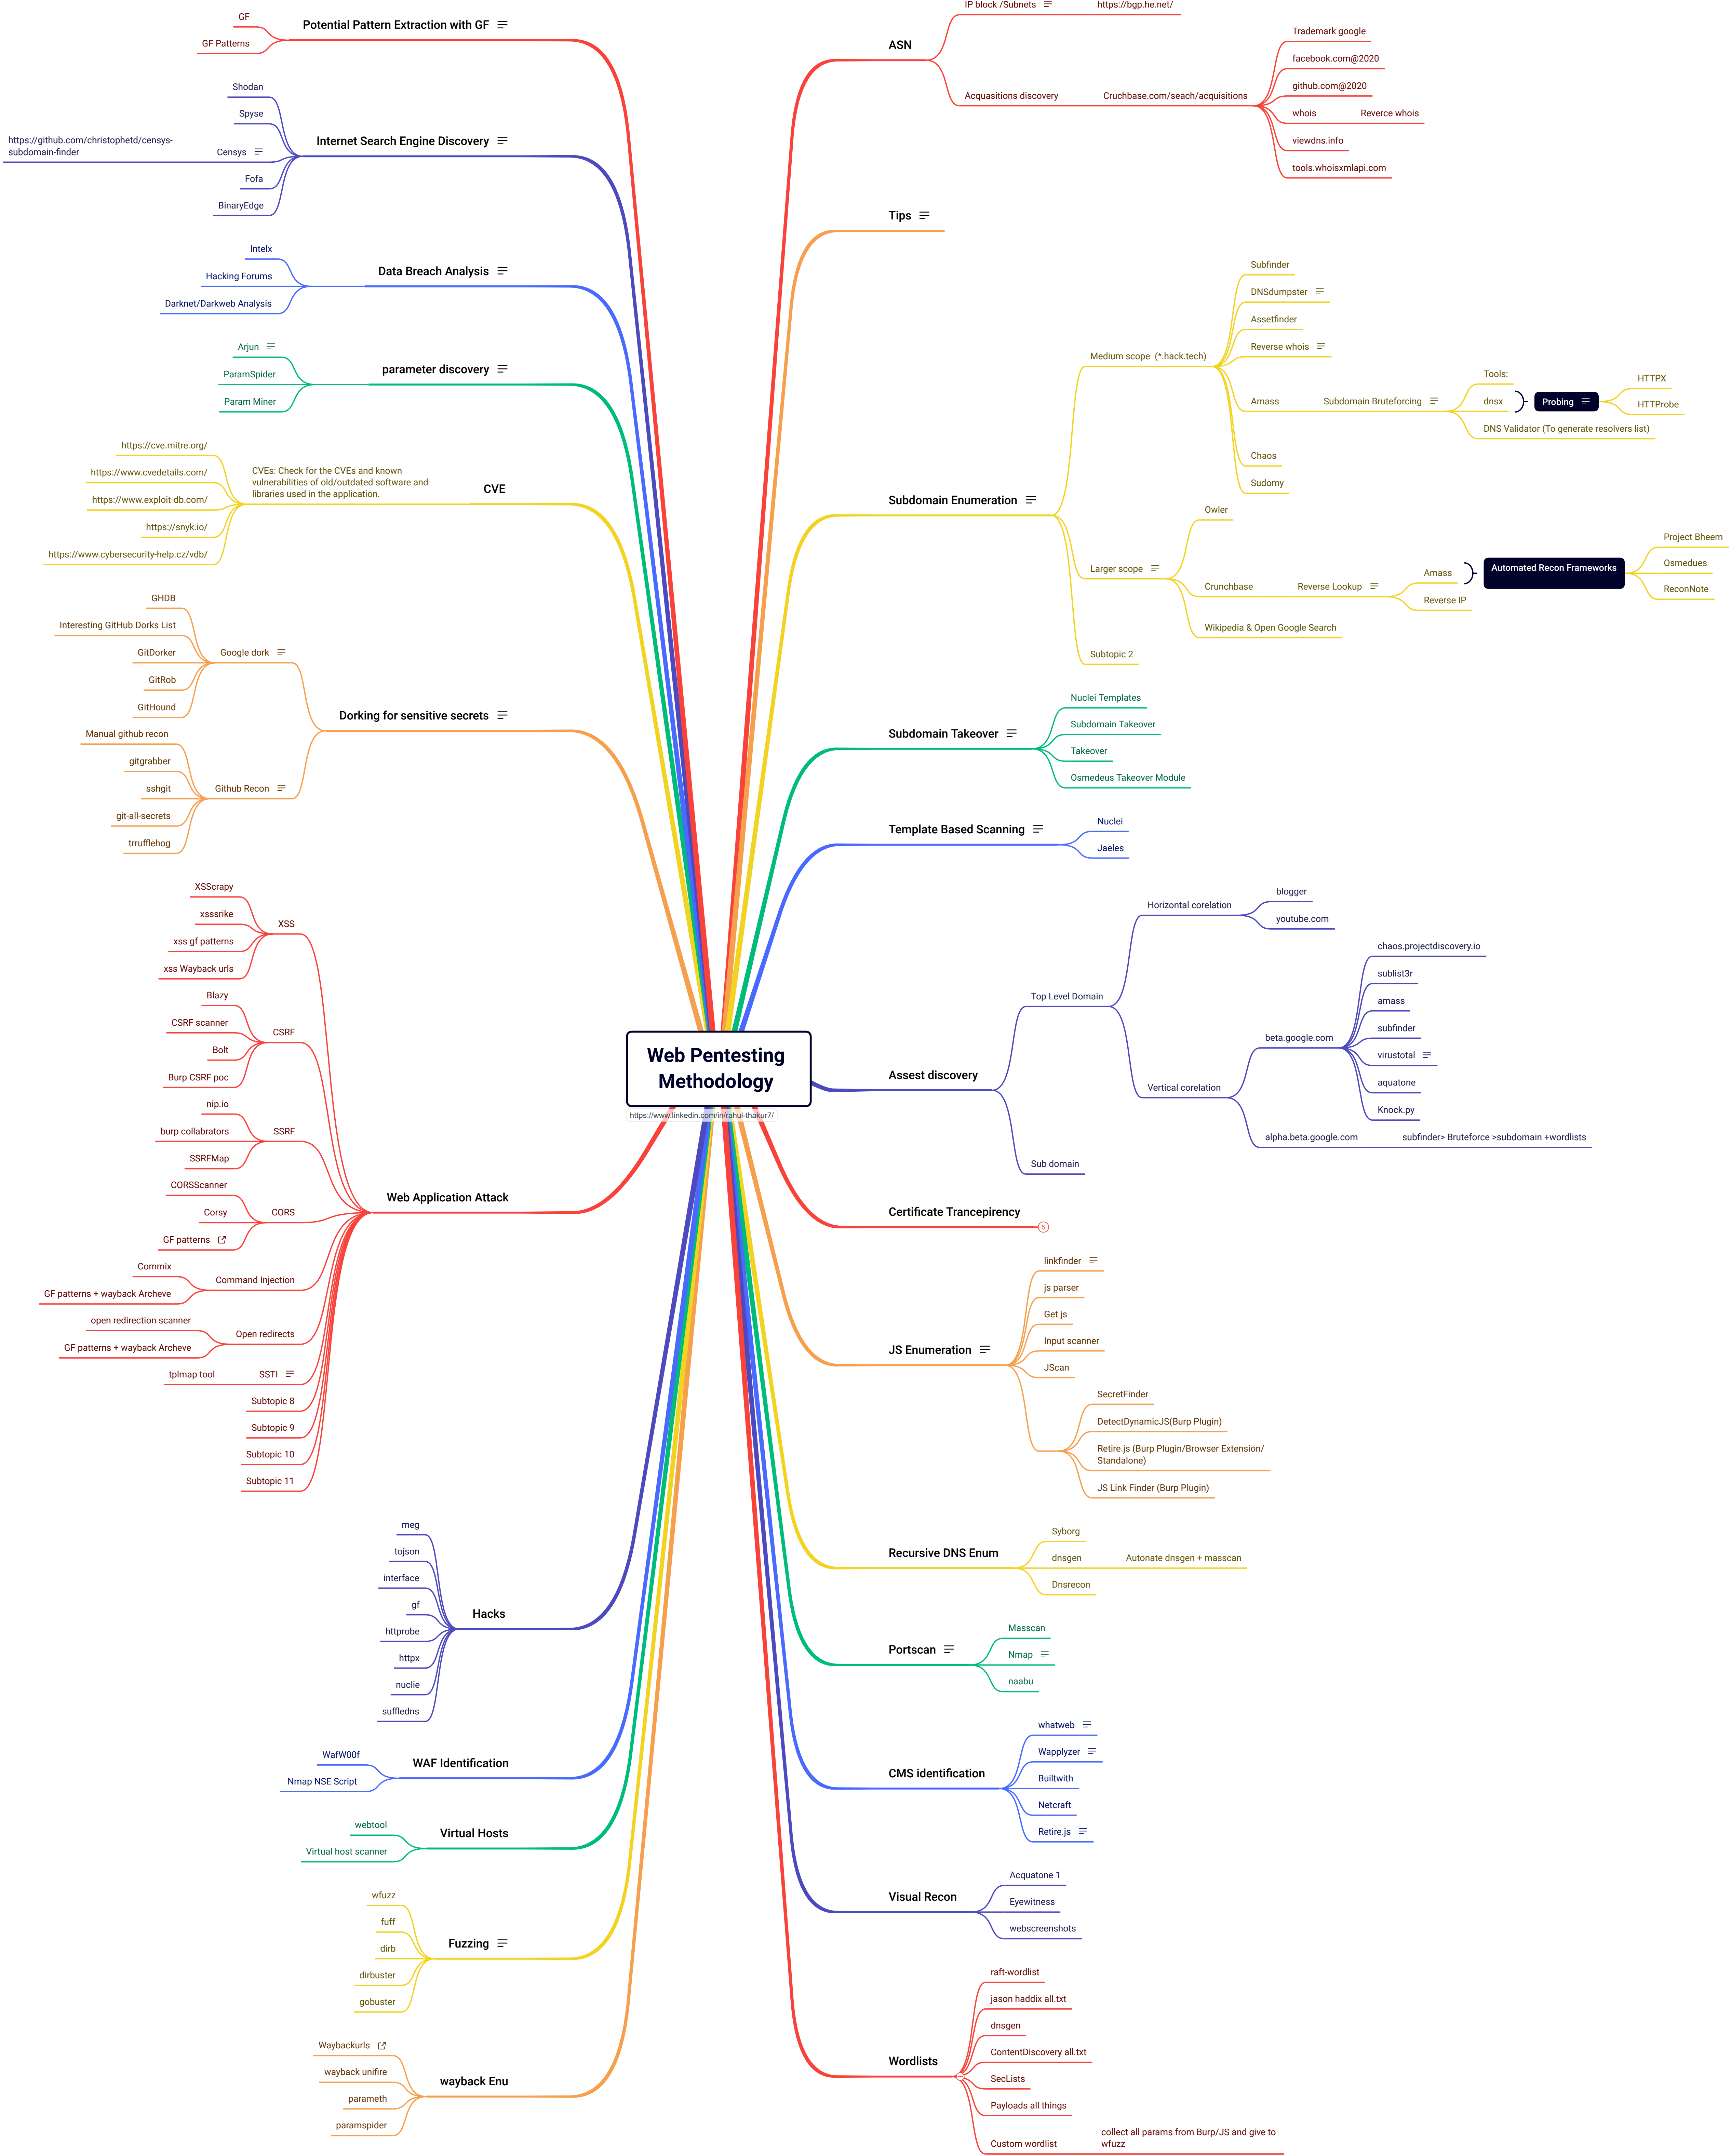 Web Pentesting
Methodology
https://www.linkedin.com/in/rahul-thakur7/
ASN
IP block /Subnets
https://bgp.he.net/
Acquasitions discovery
Cruchbase.com/seach/acquisitions
Trademark google
facebook.com@2020
github.com@2020
whois
Reverce whois
viewdns.info
tools.whoisxmlapi.com
Tips
Subdomain Enumeration
Medium scope (*.hack.tech)
Subfinder
DNSdumpster
Assetfinder
Reverse whois
Amass
Subdomain Bruteforcing
Tools:
dnsx
DNS Validator (To generate resolvers list)
Probing
HTTPX
HTTProbe
Chaos
Sudomy
Larger scope
Owler
Crunchbase
Reverse Lookup
Amass
Reverse IP
Automated Recon Frameworks
Project Bheem
Osmedues
ReconNote
Wikipedia & Open Google Search
Subtopic 2
Subdomain Takeover
Nuclei Templates
Subdomain Takeover
Takeover
Osmedeus Takeover Module
Template Based Scanning
Nuclei
Jaeles
Assest discovery
Top Level Domain
Horizontal corelation
blogger
youtube.com
Vertical corelation
beta.google.com
chaos.projectdiscovery.io
sublist3r
amass
subfinder
virustotal
aquatone
Knock.py
alpha.beta.google.com
subfinder> Bruteforce >subdomain +wordlists
Sub domain
Certificate Trancepirency
5
JS Enumeration
linkfinder
js parser
Get js
Input scanner
JScan
SecretFinder
DetectDynamicJS(Burp Plugin)
Retire.js (Burp Plugin/Browser Extension/
Standalone)
JS Link Finder (Burp Plugin)
Recursive DNS Enum
Syborg
dnsgen
Autonate dnsgen + masscan
Dnsrecon
Portscan
Masscan
Nmap
naabu
CMS identification
whatweb
Wapplyzer
Builtwith
Netcraft
Retire.js
Visual Recon
Acquatone 1
Eyewitness
webscreenshots
Wordlists
raft-wordlist
jason haddix all.txt
dnsgen
ContentDiscovery all.txt
SecLists
Payloads all things
Custom wordlist
collect all params from Burp/JS and give to
wfuzz
Potential Pattern Extraction with GF
GF
GF Patterns
Internet Search Engine Discovery
Shodan
Spyse
Censys
https://github.com/christophetd/censys-
subdomain-finder
Fofa
BinaryEdge
Data Breach Analysis
Intelx
Hacking Forums
Darknet/Darkweb Analysis
parameter discovery
Arjun
ParamSpider
Param Miner
CVE
CVEs: Check for the CVEs and known
vulnerabilities of old/outdated software and
libraries used in the application.
https://cve.mitre.org/
https://www.cvedetails.com/
https://www.exploit-db.com/
https://snyk.io/
https://www.cybersecurity-help.cz/vdb/
Dorking for sensitive secrets
Google dork
GHDB
Interesting GitHub Dorks List
GitDorker
GitRob
GitHound
Github Recon
Manual github recon
gitgrabber
sshgit
git-all-secrets
trrufflehog
Web Application Attack
XSS
XSScrapy
xsssrike
xss gf patterns
xss Wayback urls
CSRF
Blazy
CSRF scanner
Bolt
Burp CSRF poc
SSRF
nip.io
burp collabrators
SSRFMap
CORS
CORSScanner
Corsy
GF patterns
Command Injection
Commix
GF patterns + wayback Archeve
Open redirects
open redirection scanner
GF patterns + wayback Archeve
SSTI
tplmap tool
Subtopic 8
Subtopic 9
Subtopic 10
Subtopic 11
Hacks
meg
tojson
interface
gf
httprobe
httpx
nuclie
suffledns
WAF Identification
WafW00f
Nmap NSE Script
Virtual Hosts
webtool
Virtual host scanner
Fuzzing
wfuzz
fuff
dirb
dirbuster
gobuster
wayback Enu
Waybackurls
wayback unifire
parameth
paramspider